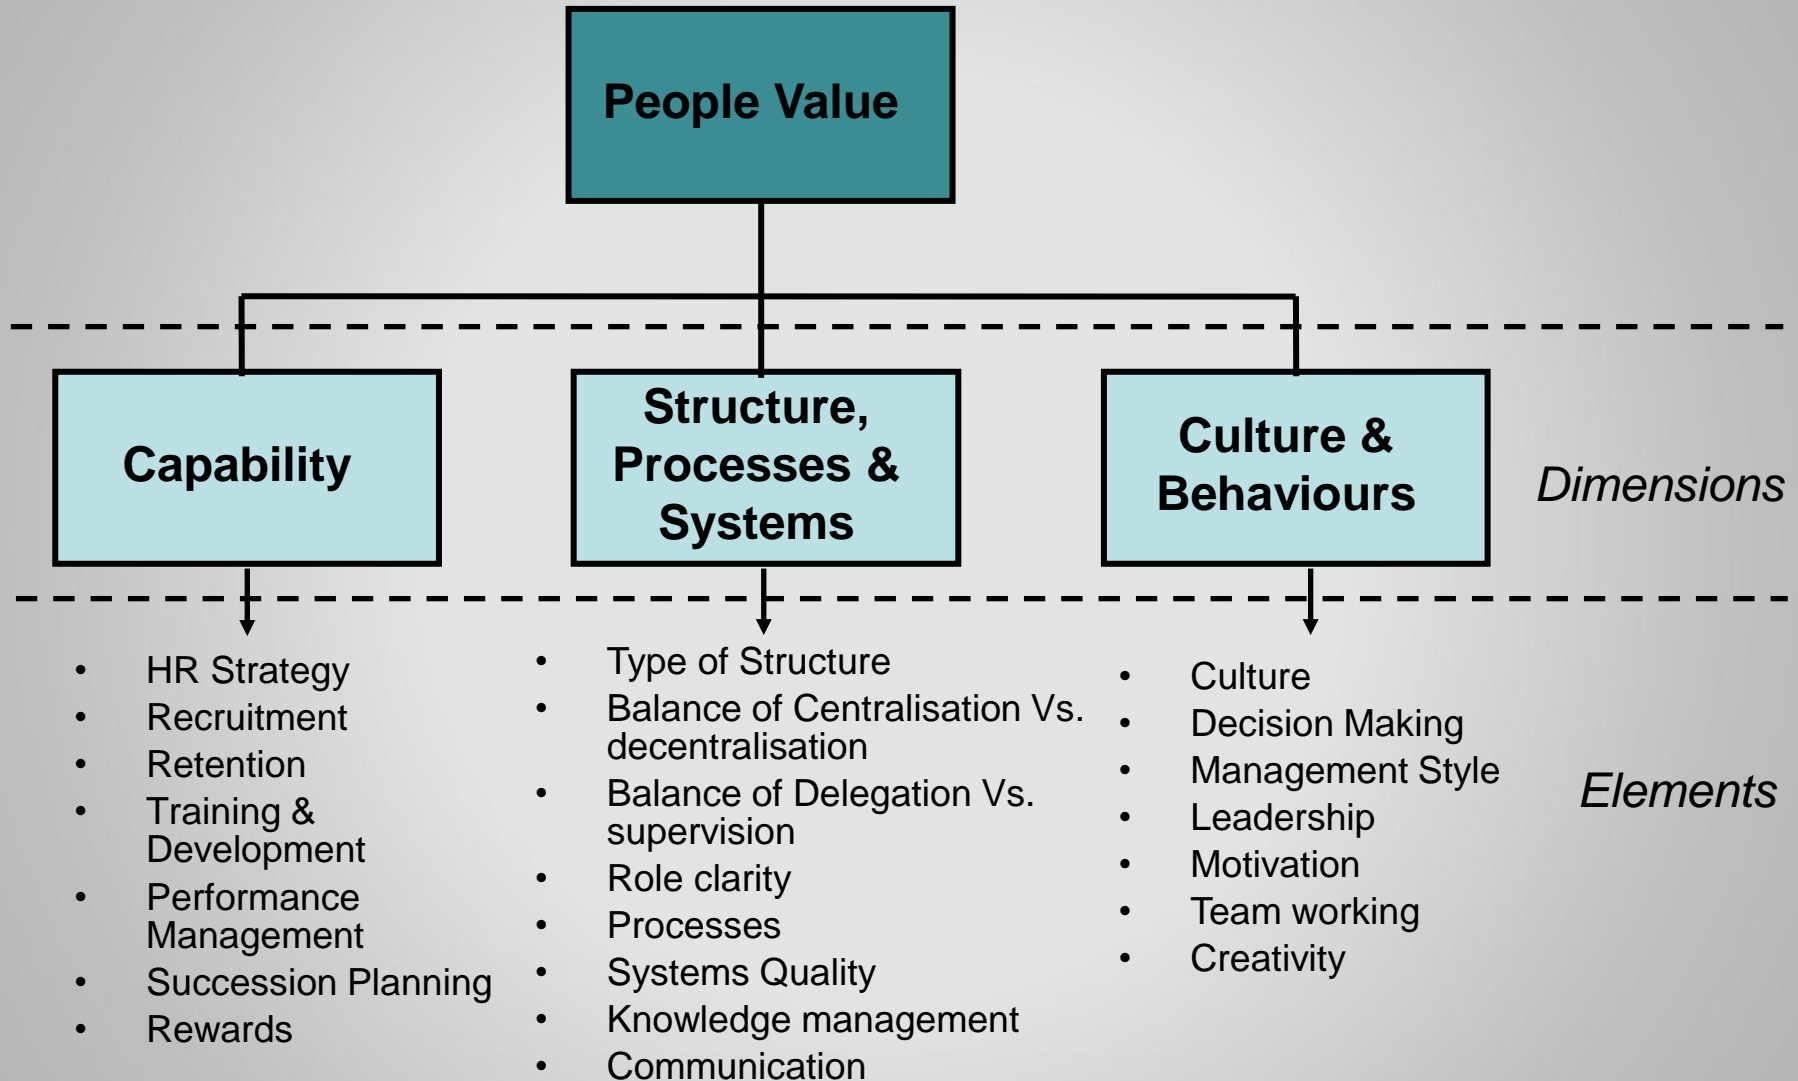 People Value
Capability
Structure,
Processes &
Systems
Culture &
Behaviours
Dimensions
• HR Strategy
• Recruitment
• Retention
• Training &
Development
• Performance
Management
• Succession Planning
• Rewards
• Type of Structure
• Balance of Centralisation Vs.
decentralisation
• Balance of Delegation Vs.
supervision
• Role clarity
• Processes
• Systems Quality
• Knowledge management
• Communication
• Culture
• Decision Making
• Management Style
• Leadership
• Motivation
• Team working
• Creativity
Elements